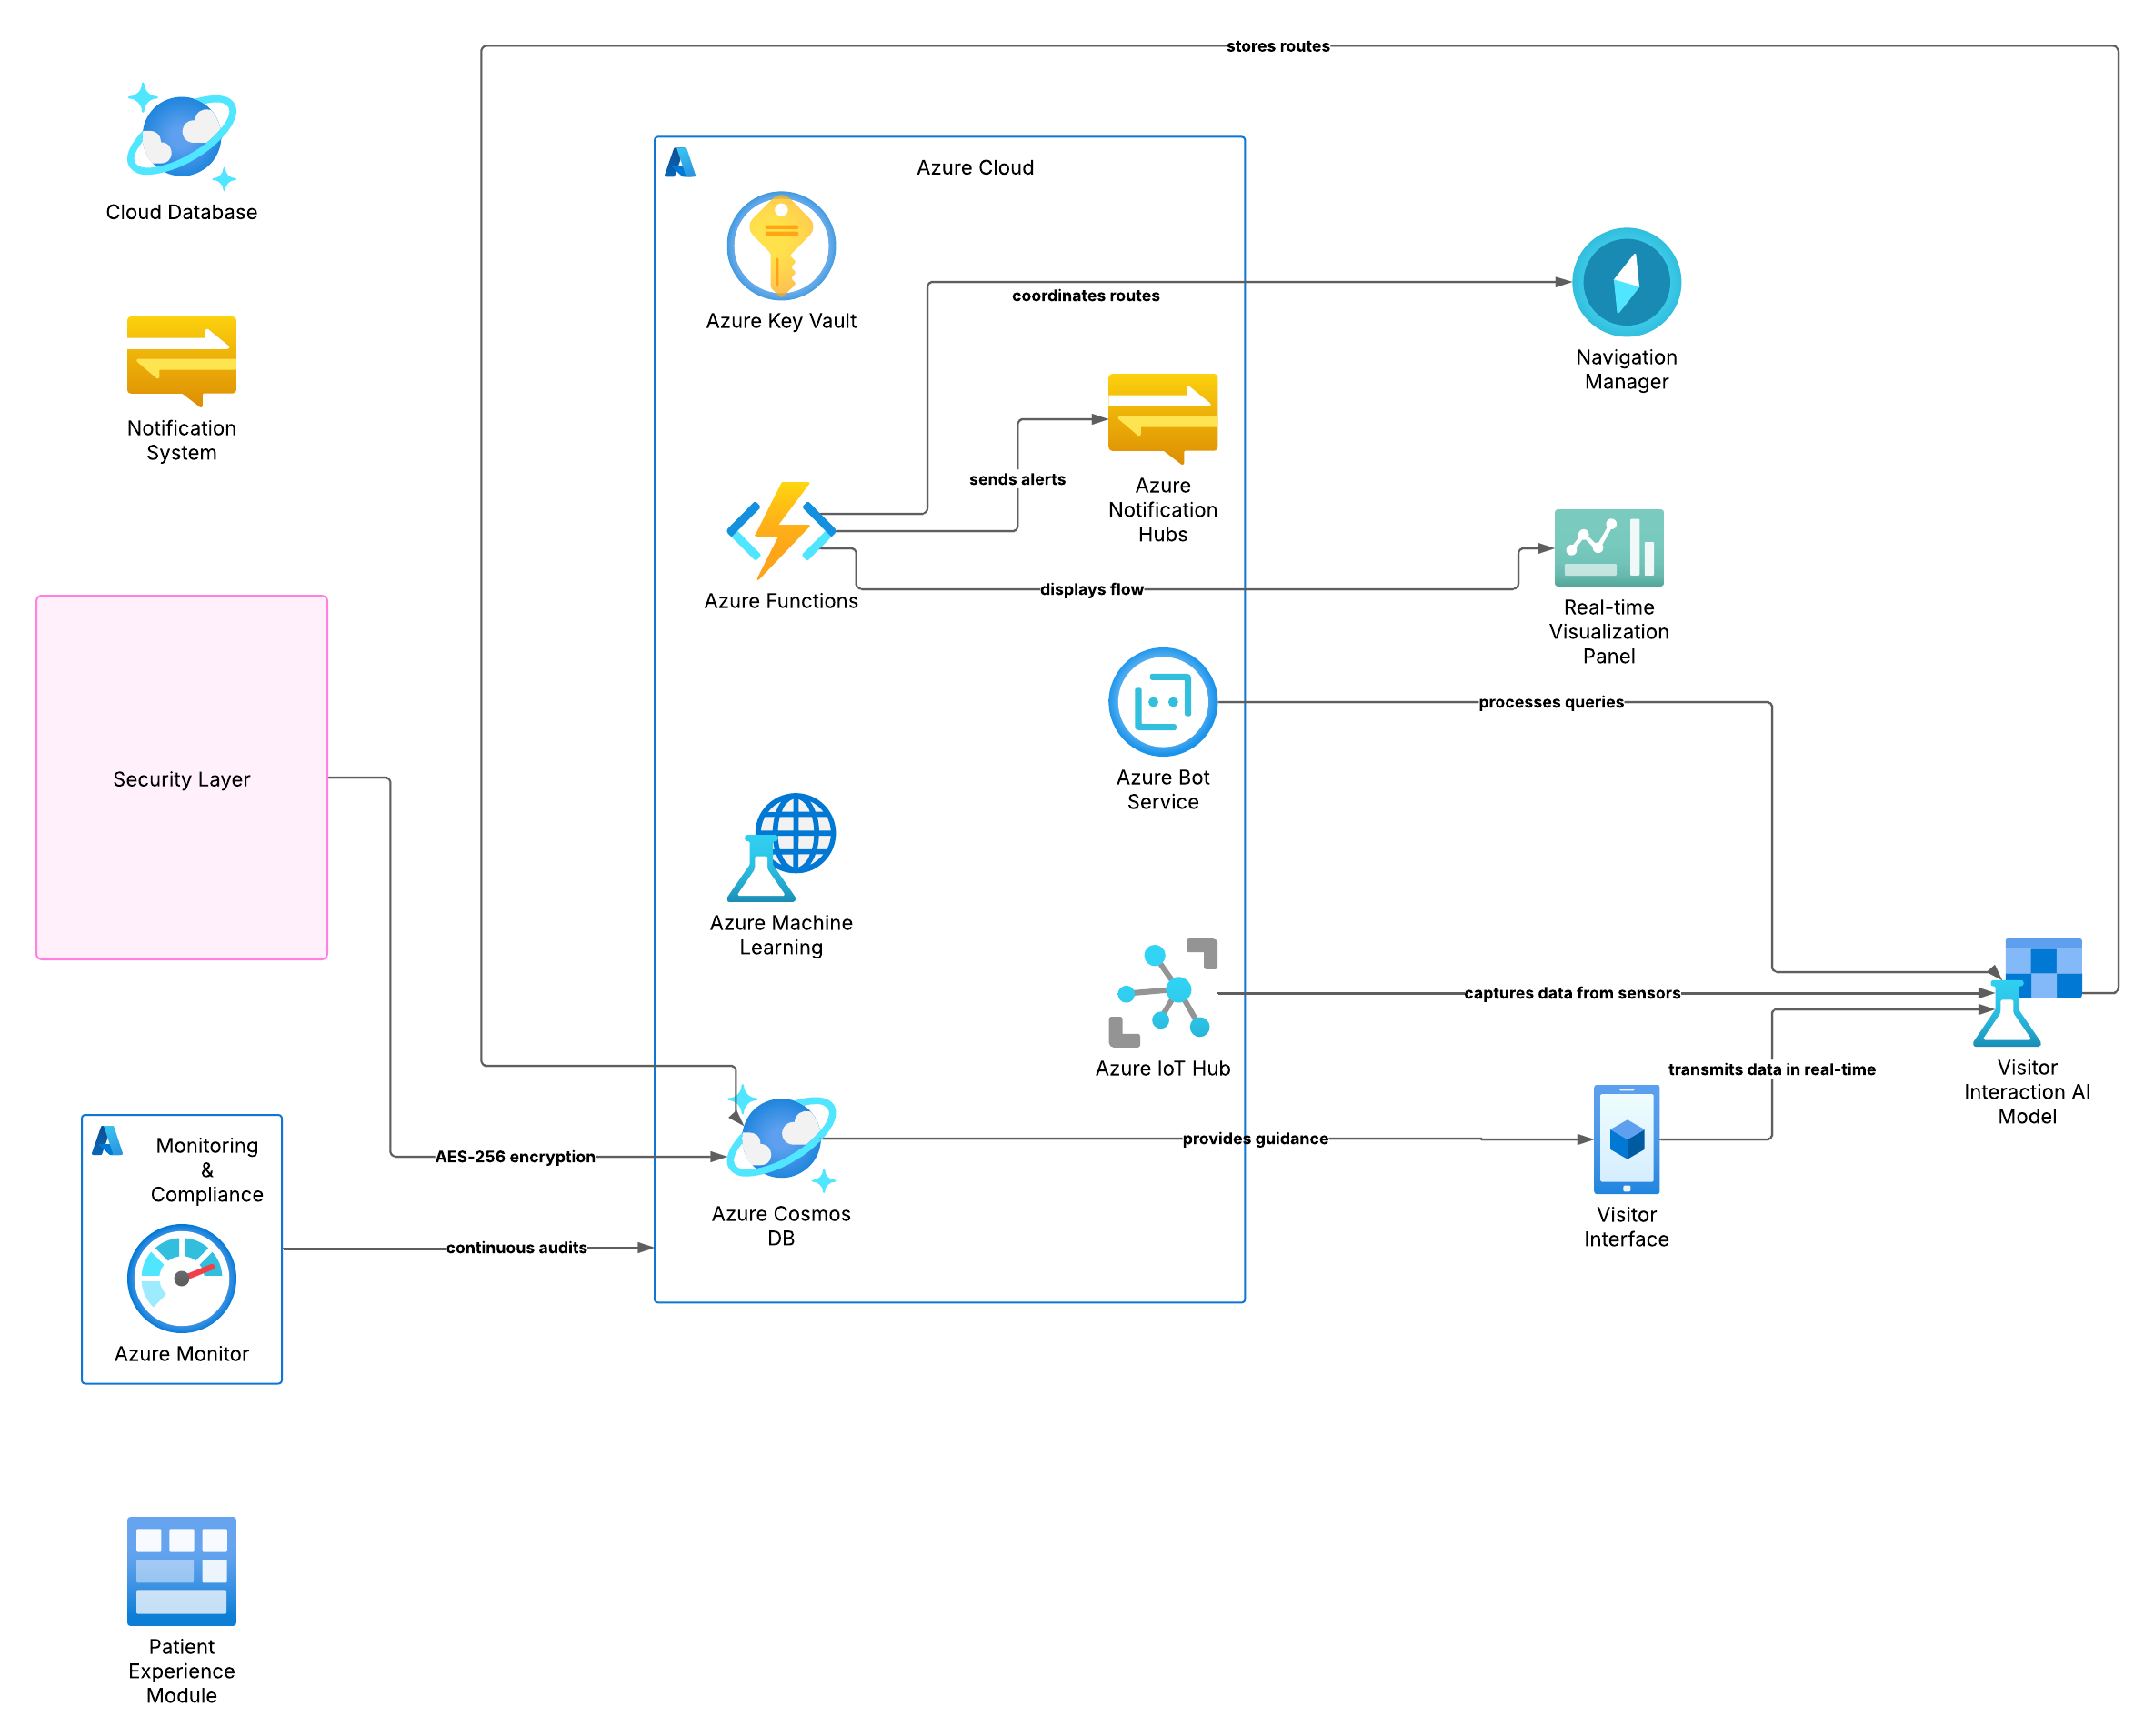 stores routes
Cloud Database
Azure Cloud
Azure Key Vault
coordinates routes
Navigation
Manager
Notification
System
sends alerts
Azure
Notification
Hubs
Azure Functions
displays flow
Real-time
Visualization
Panel
processes queries
Security Layer
Azure Bot
Service
Azure Machine
Learning
captures data from sensors
Azure IoT Hub
transmits data in real-time
Visitor
Interaction AI
Model
Monitoring
&
Compliance
AES-256 encryption
provides guidance
Azure Cosmos
DB
Visitor
Interface
continuous audits
Azure Monitor
Patient
Experience
Module